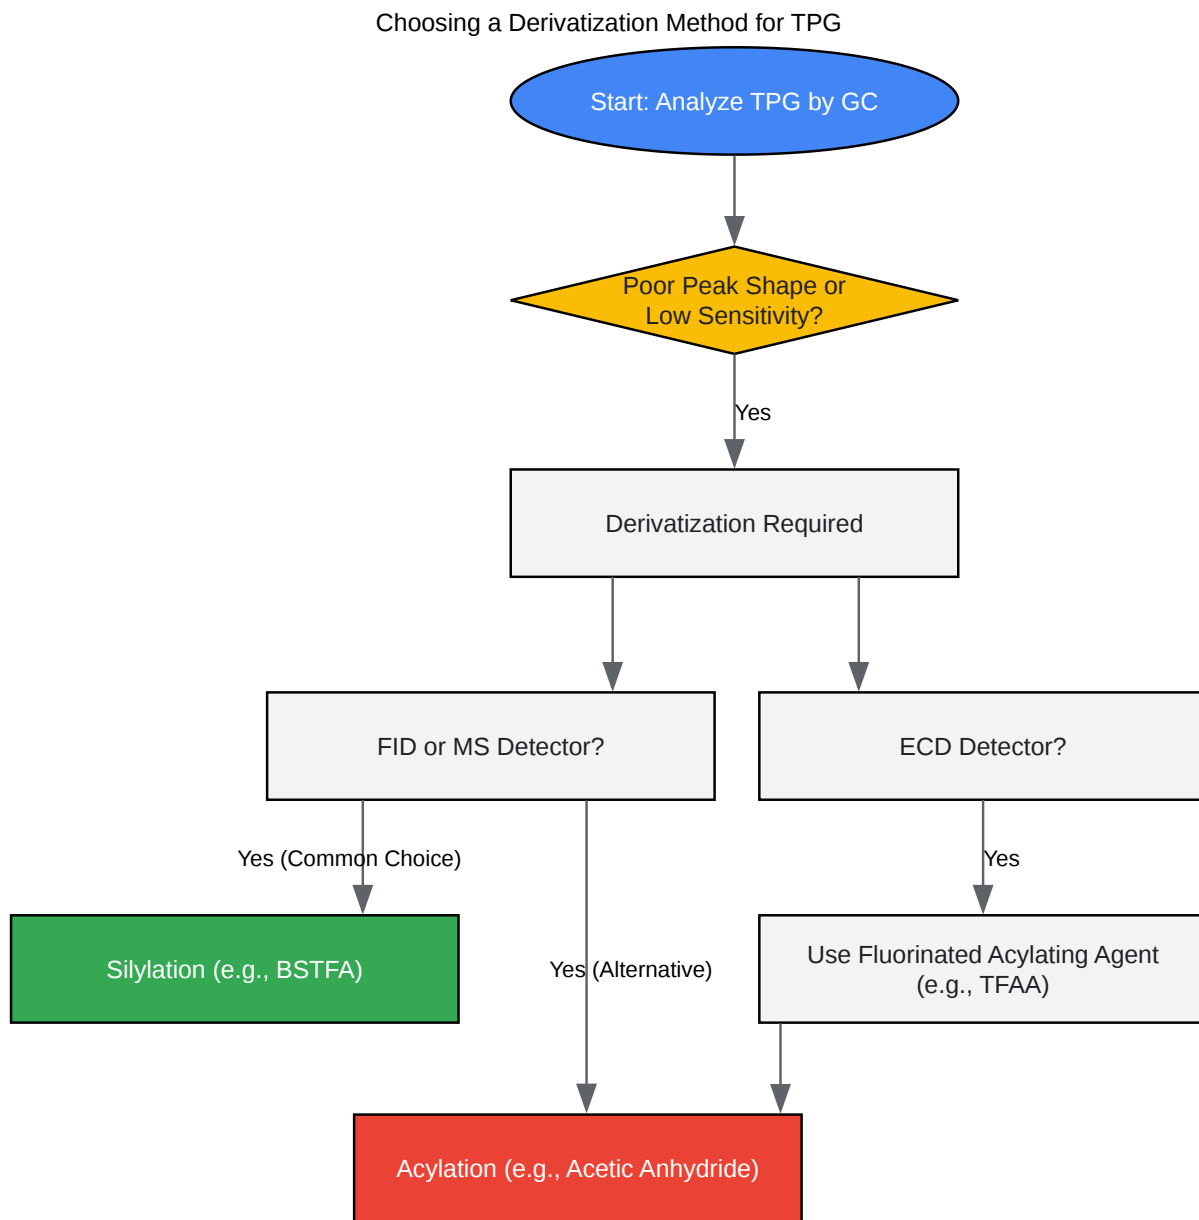 Choosing a Derivatization Method for TPG
Start: Analyze TPG by GC
Poor Peak Shape or
Low Sensitivity?
Yes
Derivatization Required
FID or MS Detector?
ECD Detector?
Yes (Common Choice)
Yes
Silylation (e.g., BSTFA)
Yes (Alternative)
Use Fluorinated Acylating Agent
(e.g., TFAA)
Acylation (e.g., Acetic Anhydride)